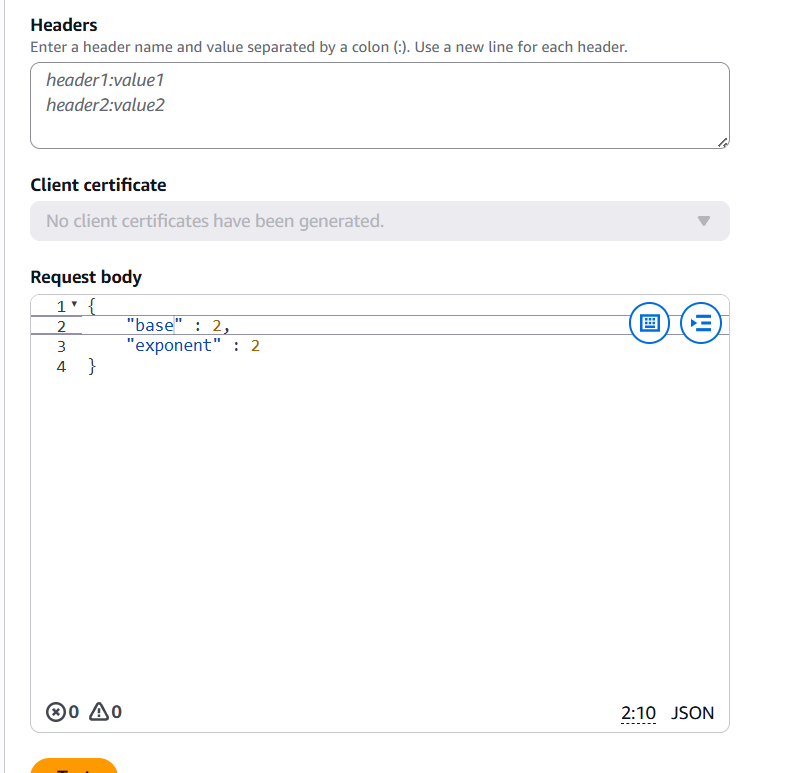 Headers
Enter a header name and value separated by a colon (:). Use a new line for each header.
header1:value1
header2:value2
Client certificate
No client certificates have been generated.
Request body
1 {
2 "base" : 2,
3 "exponent" : 2
4 }
0 0 2:10 JSON